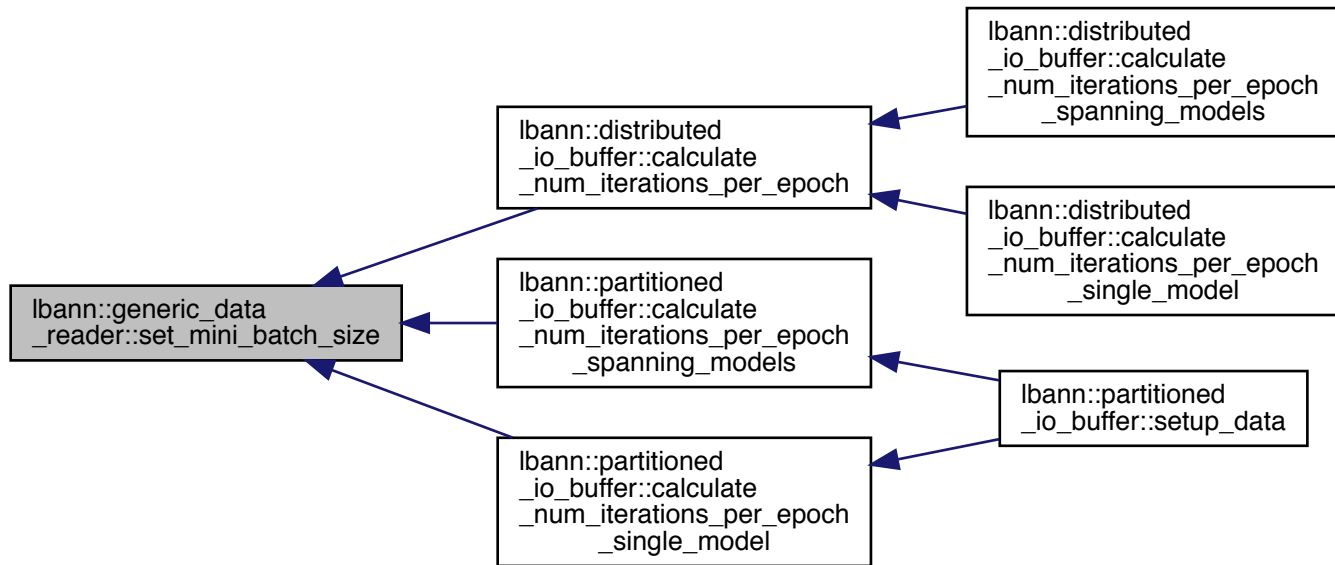 lbann::generic_data
_reader::set_mini_batch_size
lbann::distributed
_io_buffer::calculate
_num_iterations_per_epoch
lbann::partitioned
_io_buffer::calculate
_num_iterations_per_epoch
_spanning_models
lbann::partitioned
_io_buffer::calculate
_num_iterations_per_epoch
_single_model
lbann::distributed
_io_buffer::calculate
_num_iterations_per_epoch
_spanning_models
lbann::distributed
_io_buffer::calculate
_num_iterations_per_epoch
_single_model
lbann::partitioned
_io_buffer::setup_data